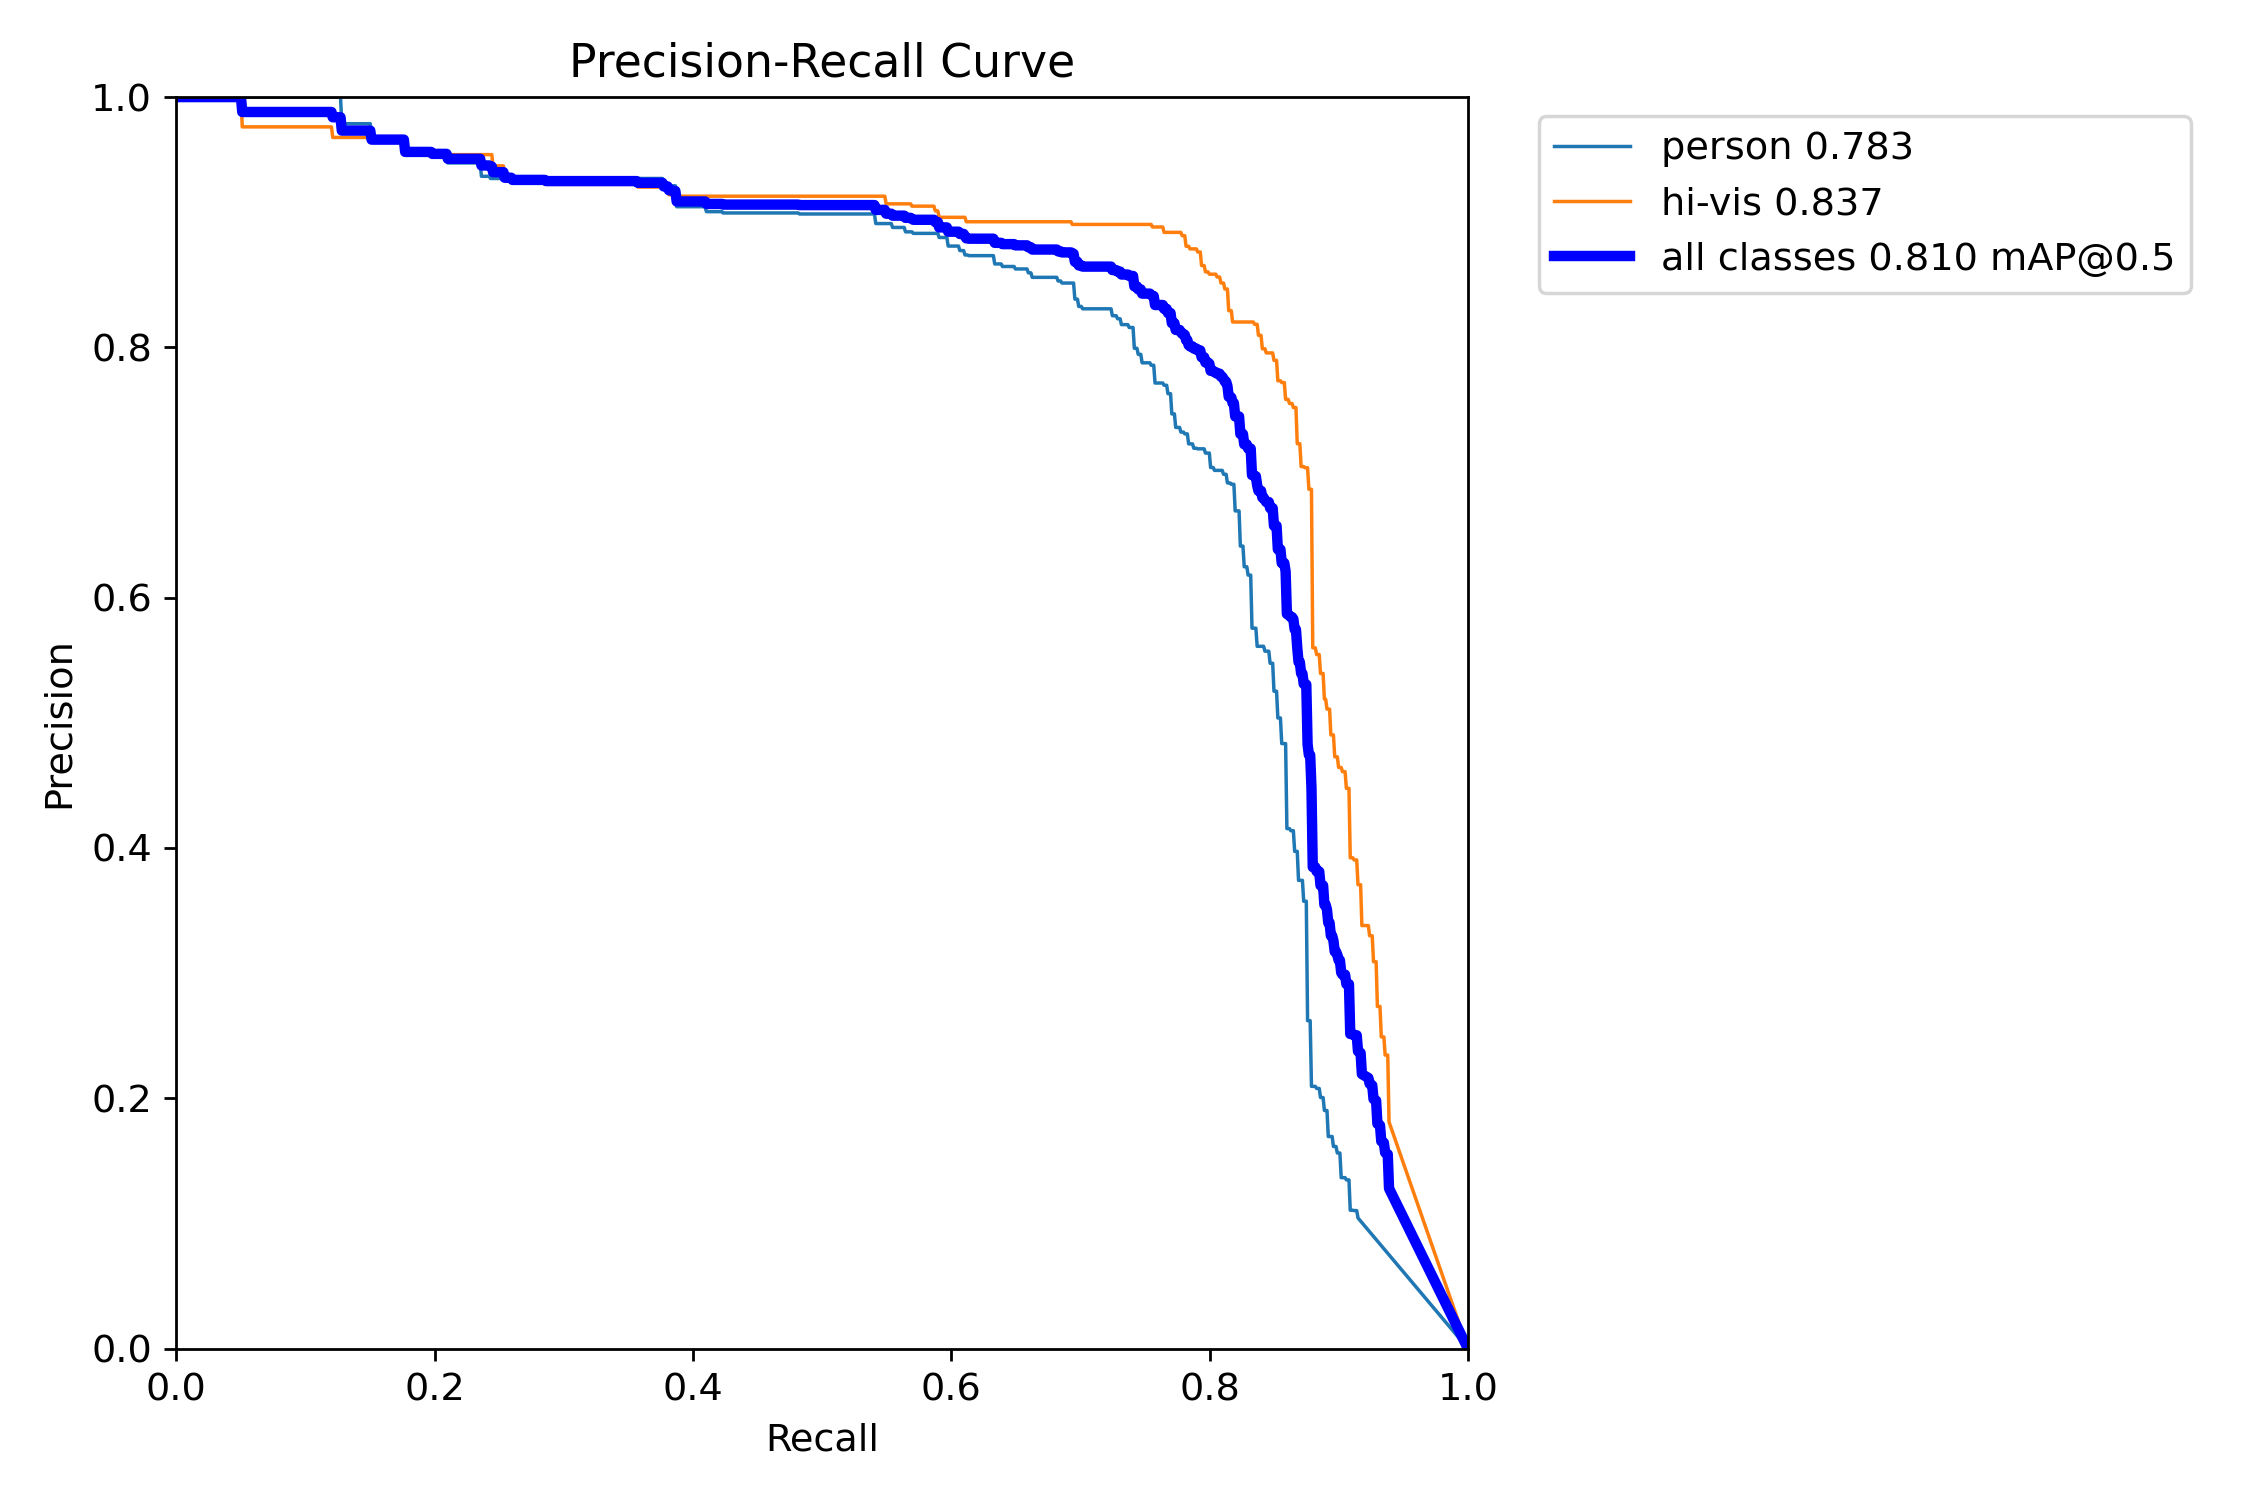 Precision-Recall Curve
1.0
0.8
0.6
0.4
0.2
0.0
Precision
0.0 0.2 0.4 0.6 0.8 1.0
Recall
person 0.783
hi-vis 0.837
all classes 0.810 mAP@0.5